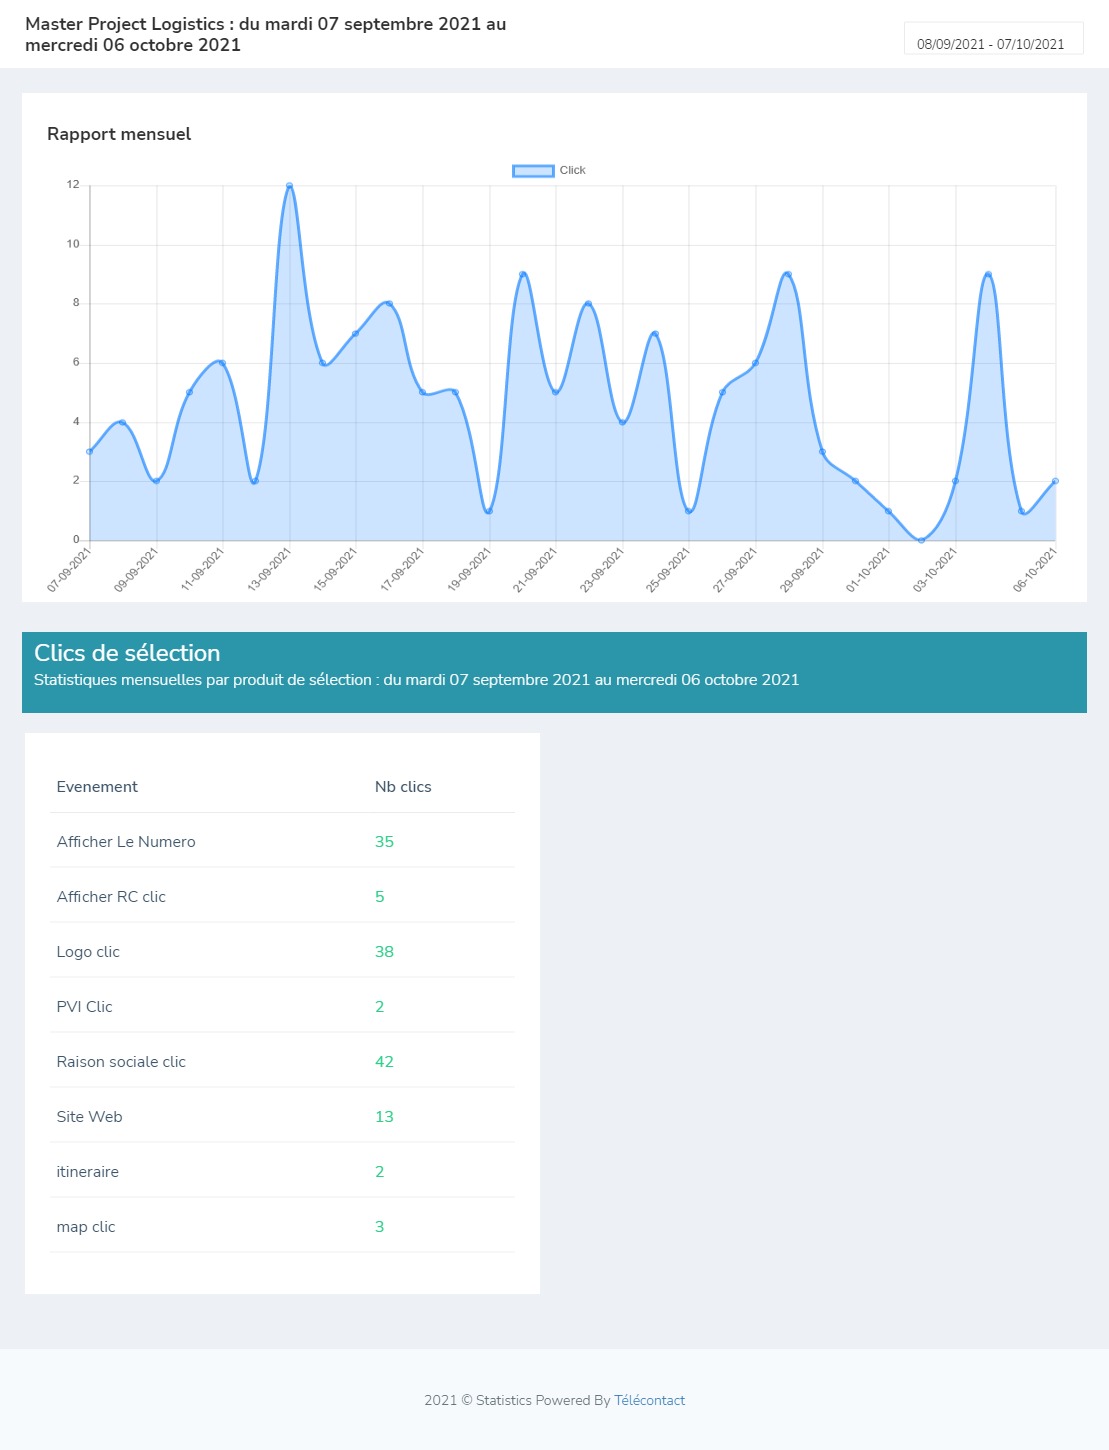 Master Project Logistics : du mardi 07 septembre 2021 au
mercredi 06 octobre 2021
08/09/2021 - 07/10/2021
Rapport mensuel
Click
12
10
8
6
4
2
0
07-09-2021
09-09-2021
11-09-2021
13-09-2021
15-09-2021
17-09-2021
19-09-2021
21-09-2021
23-09-2021
25-09-2021
27-09-2021
29-09-2021
01-10-2021
03-10-2021
06-10-2021
Clics de sélection
Statistiques mensuelles par produit de sélection : du mardi 07 septembre 2021 au mercredi 06 octobre 2021
Evenement Nb clics
Afficher Le Numero 35
Afficher RC clic 5
Logo clic 38
PVI Clic 2
Raison sociale clic 42
Site Web 13
itineraire 2
map clic 3
2021 © Statistics Powered By Télécontact